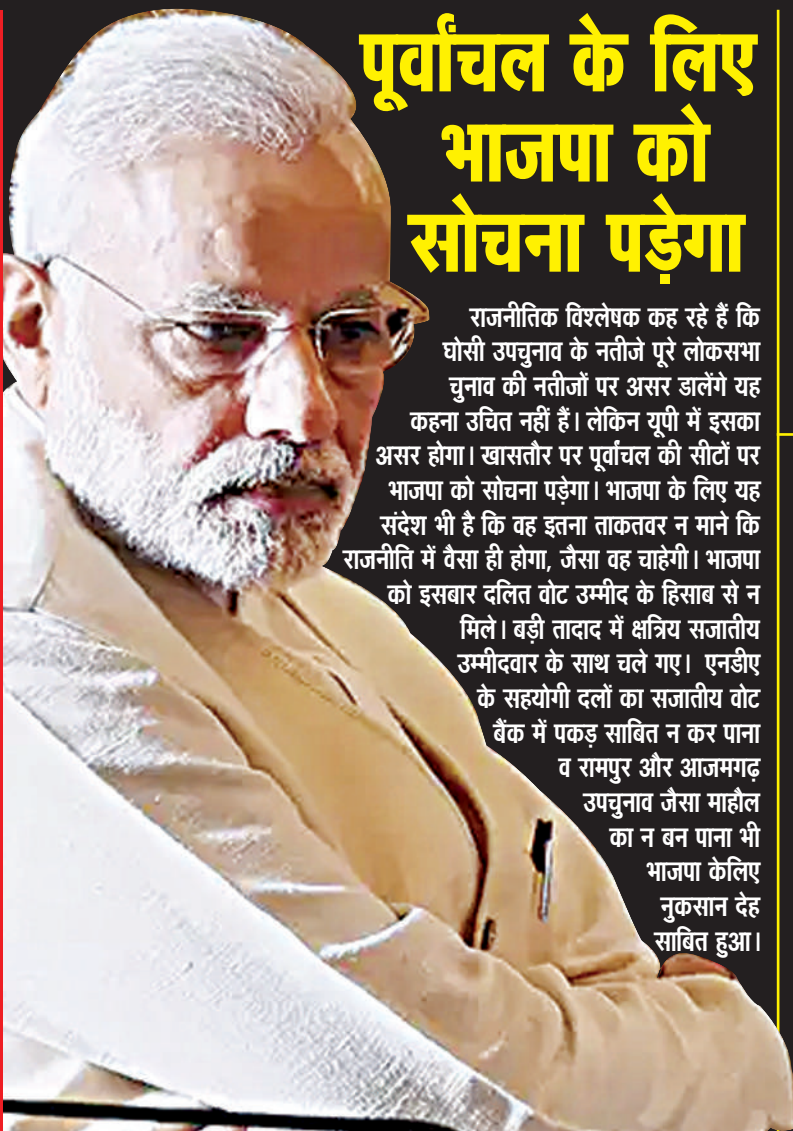 पूर्वांचल के लिए
भाजपा को
सोचना पड़ेगा
राजनीतिक विश्लेषक कह रहे हैं कि
घोसी उपचुनाव के नतीजे पूरे लोकसभा
चुनाव की नतीजों पर असर डालेंगे यह
कहना उचित नहीं हैं। लेकिन यूपी में इसका
असर होगा। खासतौर पर पूर्वांचल की सीटों पर
भाजपा को सोचना पड़ेगा। भाजपा के लिए यह
संदेश भी है कि वह इतना ताकतवर न माने कि
राजनीति में वैसा ही होगा, जैसा वह चाहेगी। भाजपा
को इसबार दलित वोट उम्मीद के हिसाब से न
मिले। बड़ी तादाद में क्षत्रिय सजातीय
उम्मीदवार के साथ चले गए। एनडीए
के सहयोगी दलों का सजातीय वोट
बैंक में पकड़ साबित न कर पाना
व रामपुर और आजमगढ़
उपचुनाव जैसा माहौल
का न बन पाना भी
भाजपा केलिए
नुकसान देह
साबित हुआ।